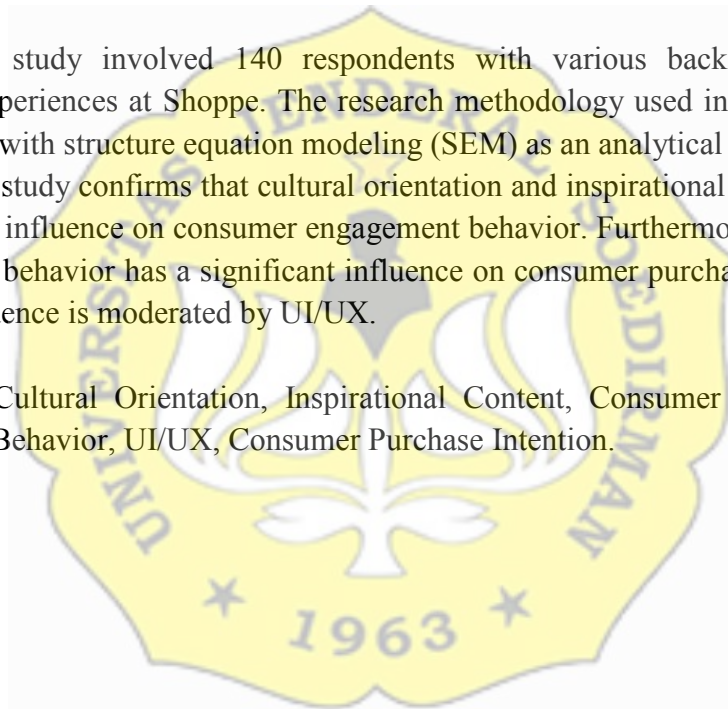 study involved 140 respondents with various back
periences at Shoppe. The research methodology used in
with structure equation modeling (SEM) as an analytical
study confirms that cultural orientation and inspirational
influence on consumer engagement behavior. Furthermo
behavior has a significant influence on consumer purcha
ence is moderated by UI/UX.
Cultural Orientation, Inspirational Content, Consumer
Behavior, UI/UX, Consumer Purchase Intention.
UNIVERSITAS JENDERAL SOEDIRMAN
1963